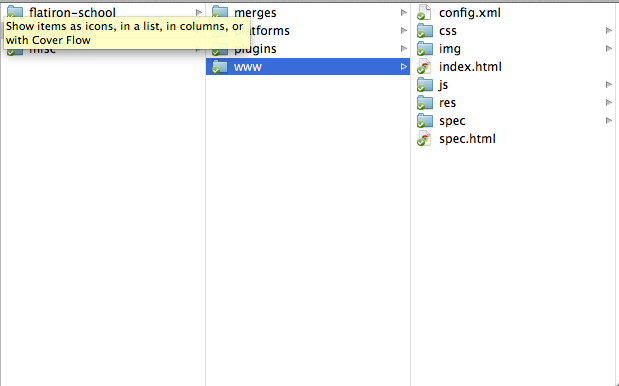 flatiron-school
Show items as icons, in a list, in columns, or
with Cover Flow
misc
merges
platforms
plugins
www
config.xml
css
img
index.html
js
res
spec
spec.html